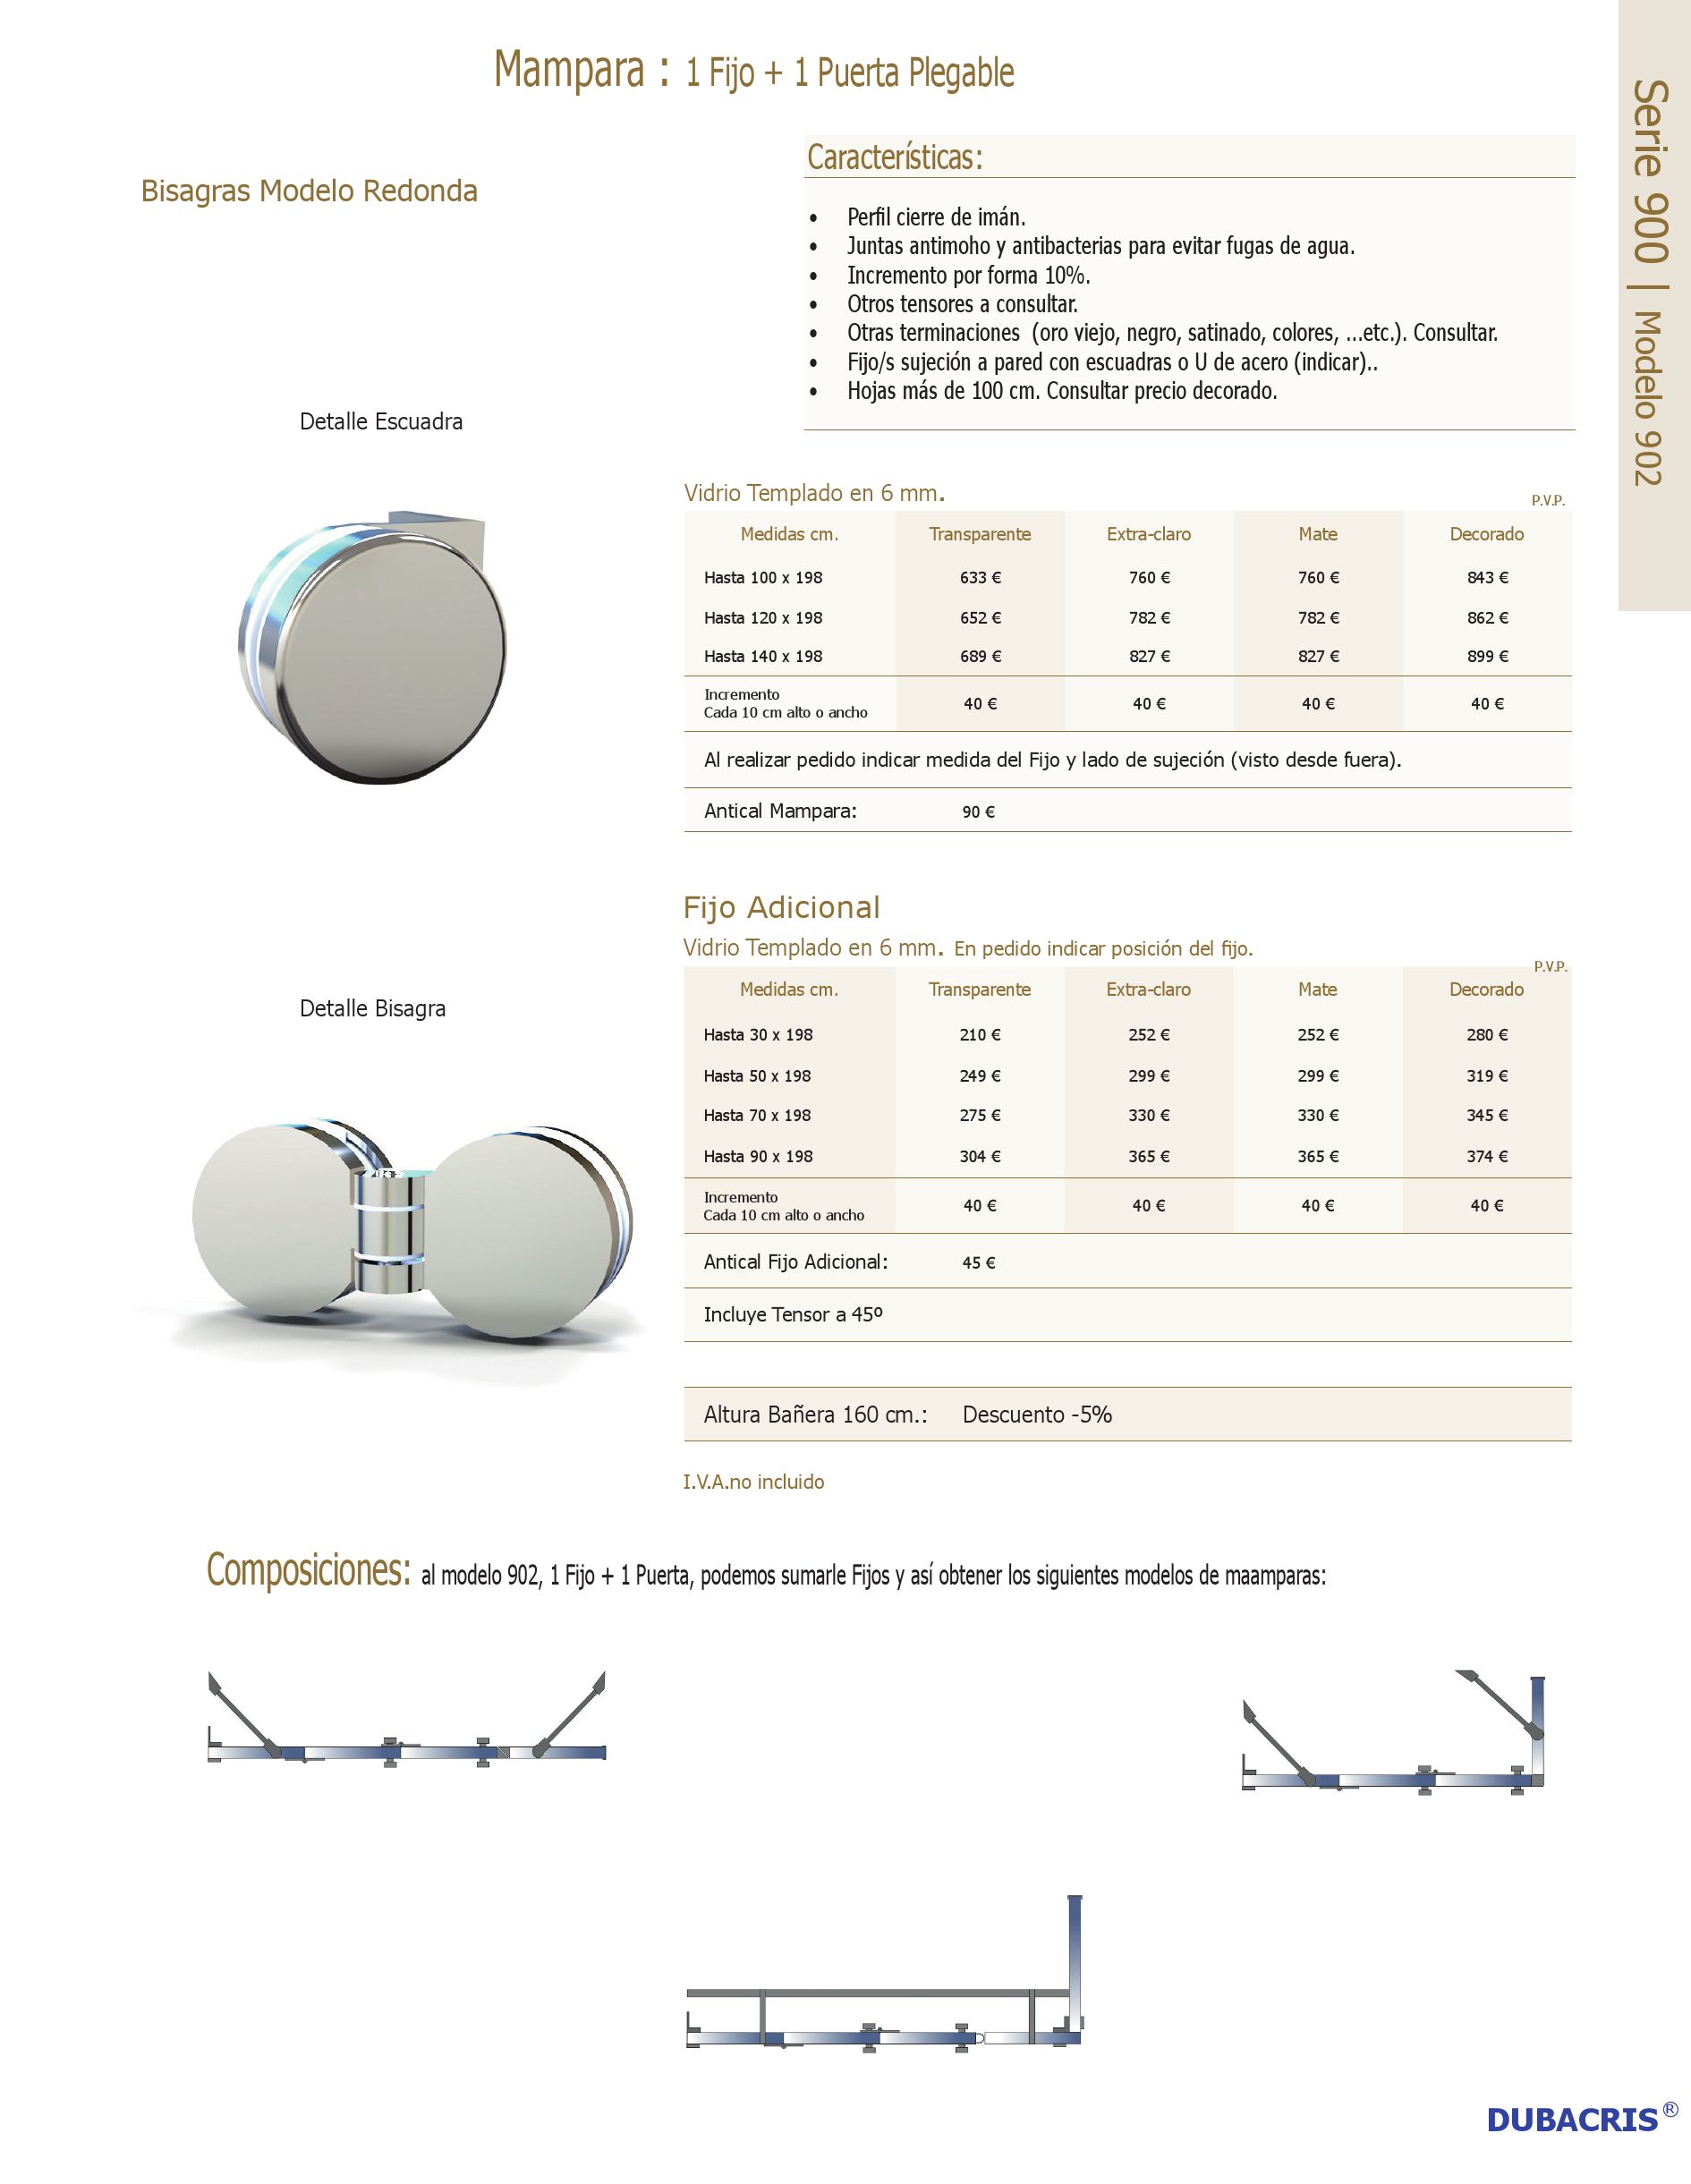 Mampara : 1 Fijo + 1 Puerta Plegable
Serie 900 | Modelo 902
Bisagras Modelo Redonda
Características:
• Perfil cierre de imán.
• Juntas antimoho y antibacterias para evitar fugas de agua.
• Incremento por forma 10%.
• Otros tensores a consultar.
• Otras terminaciones (oro viejo, negro, satinado, colores, ...etc.). Consultar.
• Fijo/s sujeción a pared con escuadras o U de acero (indicar)..
• Hojas más de 100 cm. Consultar precio decorado.
Detalle Escuadra
Vidrio Templado en 6 mm.
P.V.P.
Medidas cm. Transparente Extra-claro Mate Decorado
Hasta 100 x 198 633 € 760 € 760 € 843 €
Hasta 120 x 198 652 € 782 € 782 € 862 €
Hasta 140 x 198 689 € 827 € 827 € 899 €
Incremento
Cada 10 cm alto o ancho 40 € 40 € 40 € 40 €
Al realizar pedido indicar medida del Fijo y lado de sujeción (visto desde fuera).
Antical Mampara: 90 €
Fijo Adicional
Vidrio Templado en 6 mm. En pedido indicar posición del fijo.
P.V.P.
Detalle Bisagra
Medidas cm. Transparente Extra-claro Mate Decorado
Hasta 30 x 198 210 € 252 € 252 € 280 €
Hasta 50 x 198 249 € 299 € 299 € 319 €
Hasta 70 x 198 275 € 330 € 330 € 345 €
Hasta 90 x 198 304 € 365 € 365 € 374 €
Incremento
Cada 10 cm alto o ancho 40 € 40 € 40 € 40 €
Antical Fijo Adicional: 45 €
Incluye Tensor a 45º
Altura Bañera 160 cm.: Descuento -5%
I.V.A.no incluido
Composiciones: al modelo 902, 1 Fijo + 1 Puerta, podemos sumarle Fijos y así obtener los siguientes modelos de maamparas:
DUBACRIS®